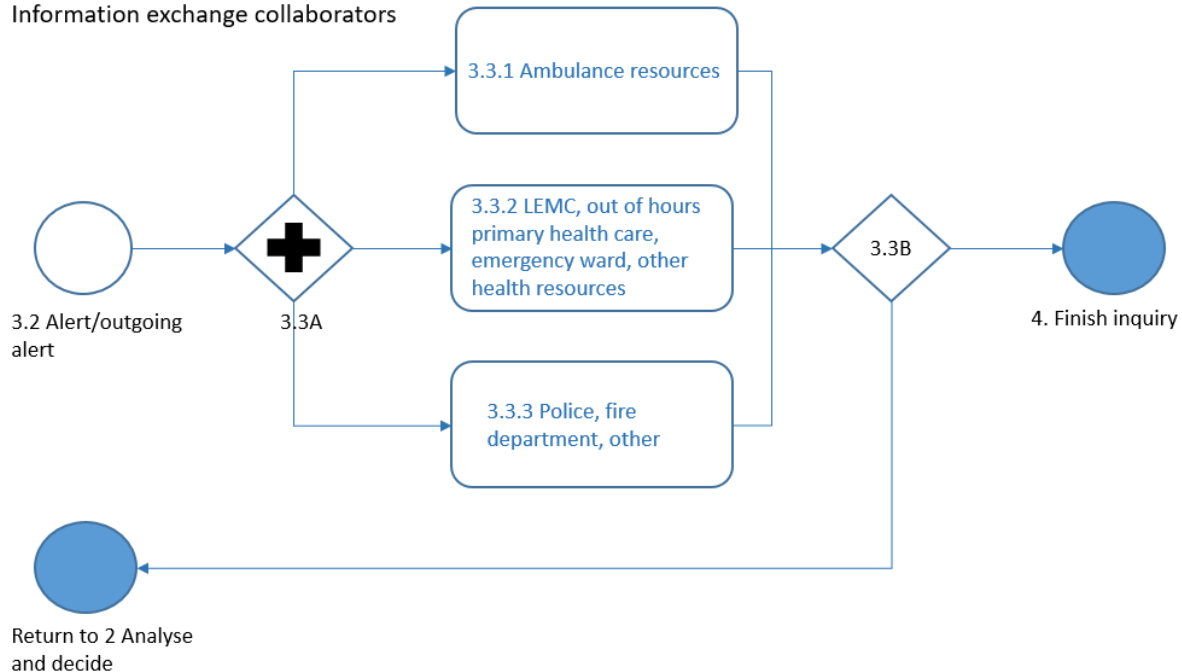 Information exchange collaborators
3.3.1 Ambulance resources
3.3.2 LEMC, out of hours
primary health care,
emergency ward, other
health resources
3.3B
3.2 Alert/outgoing
alert
3.3A
4. Finish inquiry
3.3.3 Police, fire
department, other
Return to 2 Analyse
and decide